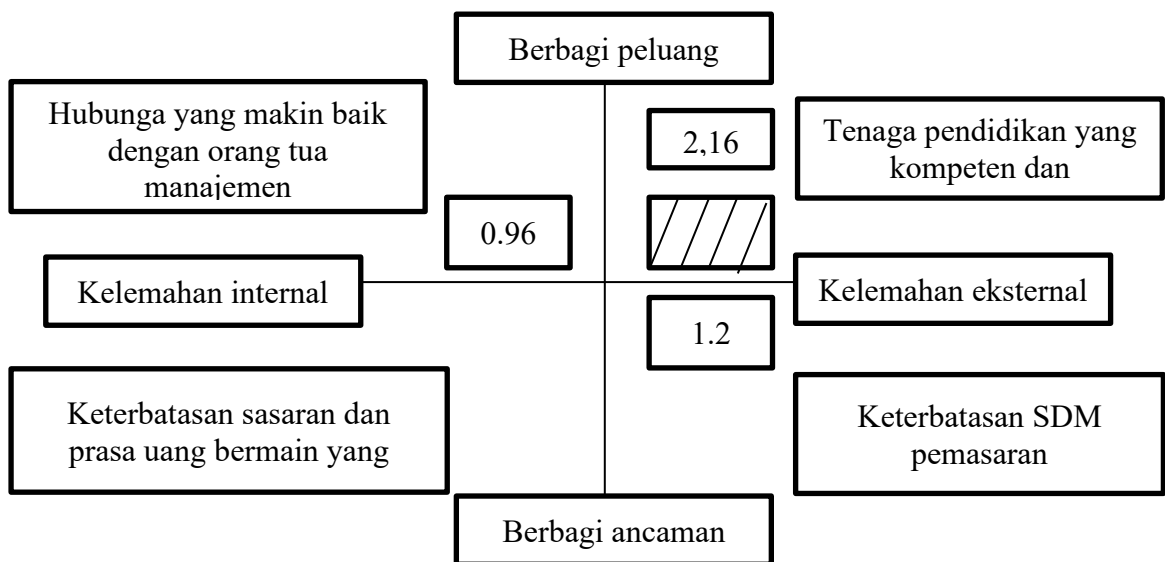 Berbagi peluang
Hubunga yang makin baik
dengan orang tua
manajemen
2,16
Tenaga pendidikan yang
kompeten dan
0.96
Kelemahan internal
Kelemahan eksternal
1.2
Keterbatasan sasaran dan
prasa uang bermain yang
Keterbatasan SDM
pemasaran
Berbagi ancaman